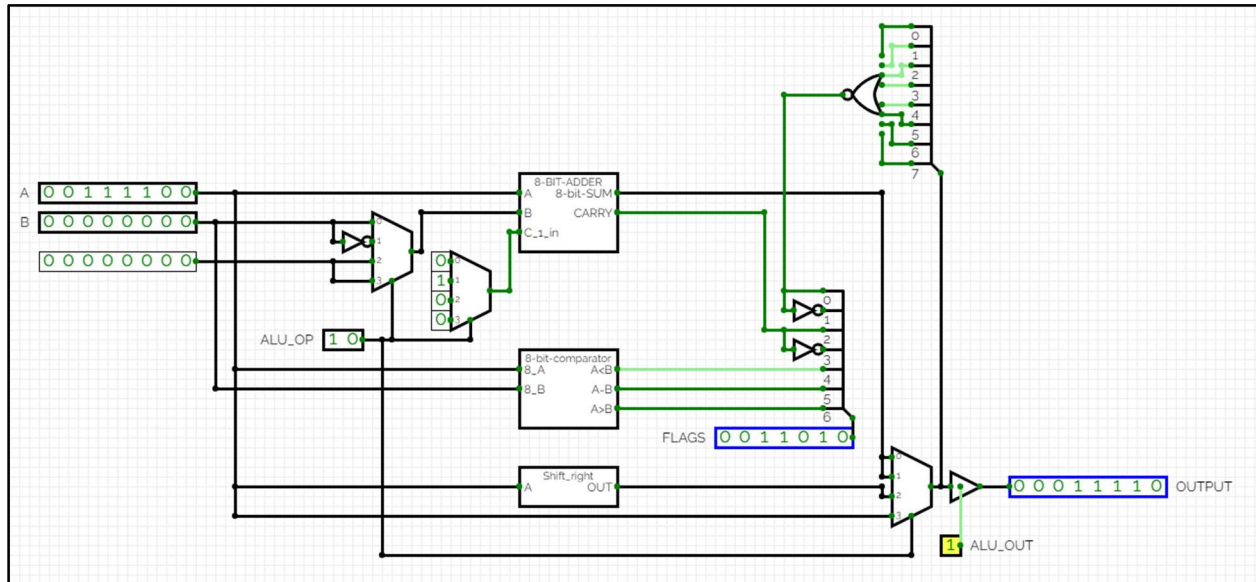 0
1
2
3
4
5
6
7
A 0 0 1 1 1 1 0 0
B 0 0 0 0 0 0 0 0
0 0 0 0 0 0 0 0
0
1
2
3
8-BIT-ADDER
A 8-bit-SUM
B CARRY
C_1_in
0 0
1 1
0 2
0 3
ALU_OP 1 0
0
1
2
3
4
5
6
8-bit-comparator
8_A A<B
8_B A-B
A>B
FLAGS 0 0 1 1 0 1 0
Shift_right
A OUT
0
1
2
3
0 0 0 1 1 1 1 0 OUTPUT
1 ALU_OUT